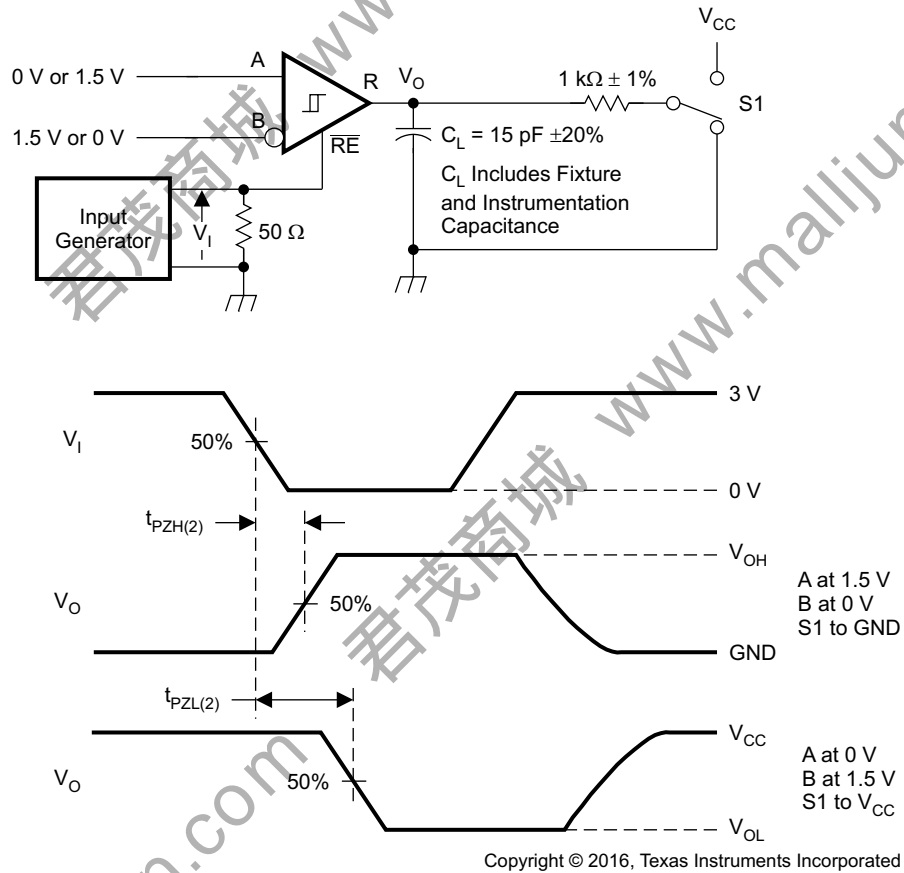 V_CC
0 V or 1.5 V
A
R
V_O
1 kΩ ± 1%
S1
1.5 V or 0 V
B
R̅E̅
C_L = 15 pF ±20%
C_L Includes Fixture
and Instrumentation
Capacitance
Input
Generator
V_I
50 Ω
3 V
V_I
50%
0 V
t_PZH(2)
V_OH
V_O
50%
A at 1.5 V
B at 0 V
S1 to GND
GND
t_PZL(2)
V_CC
V_O
50%
A at 0 V
B at 1.5 V
S1 to V_CC
V_OL
Copyright © 2016, Texas Instruments Incorporated
君茂商城 www
www.malljun
君茂商城 www.malljun
君茂商城
n.com